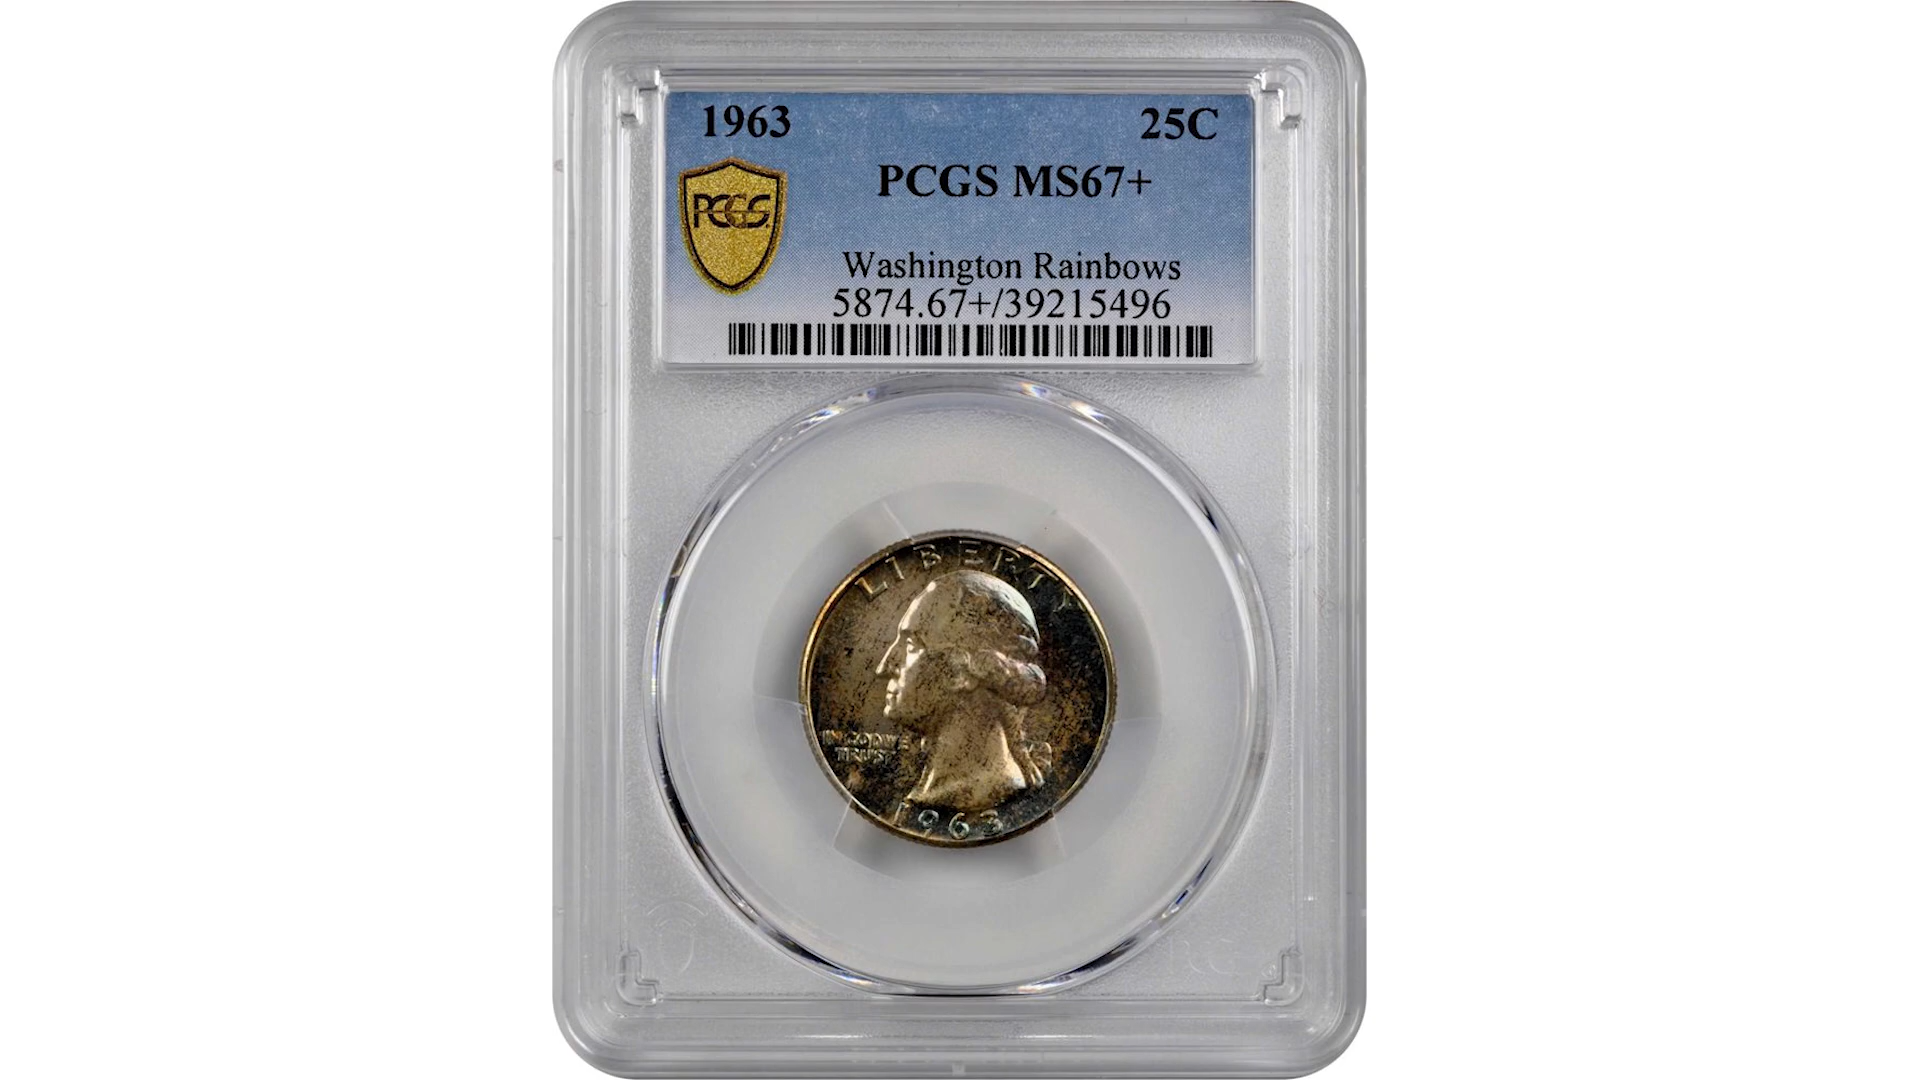 1963 25C
PCGS MS67+
PCGS
Washington Rainbows
5874.67+/39215496
LIBERTY
IN GOD WE
TRUST
1963